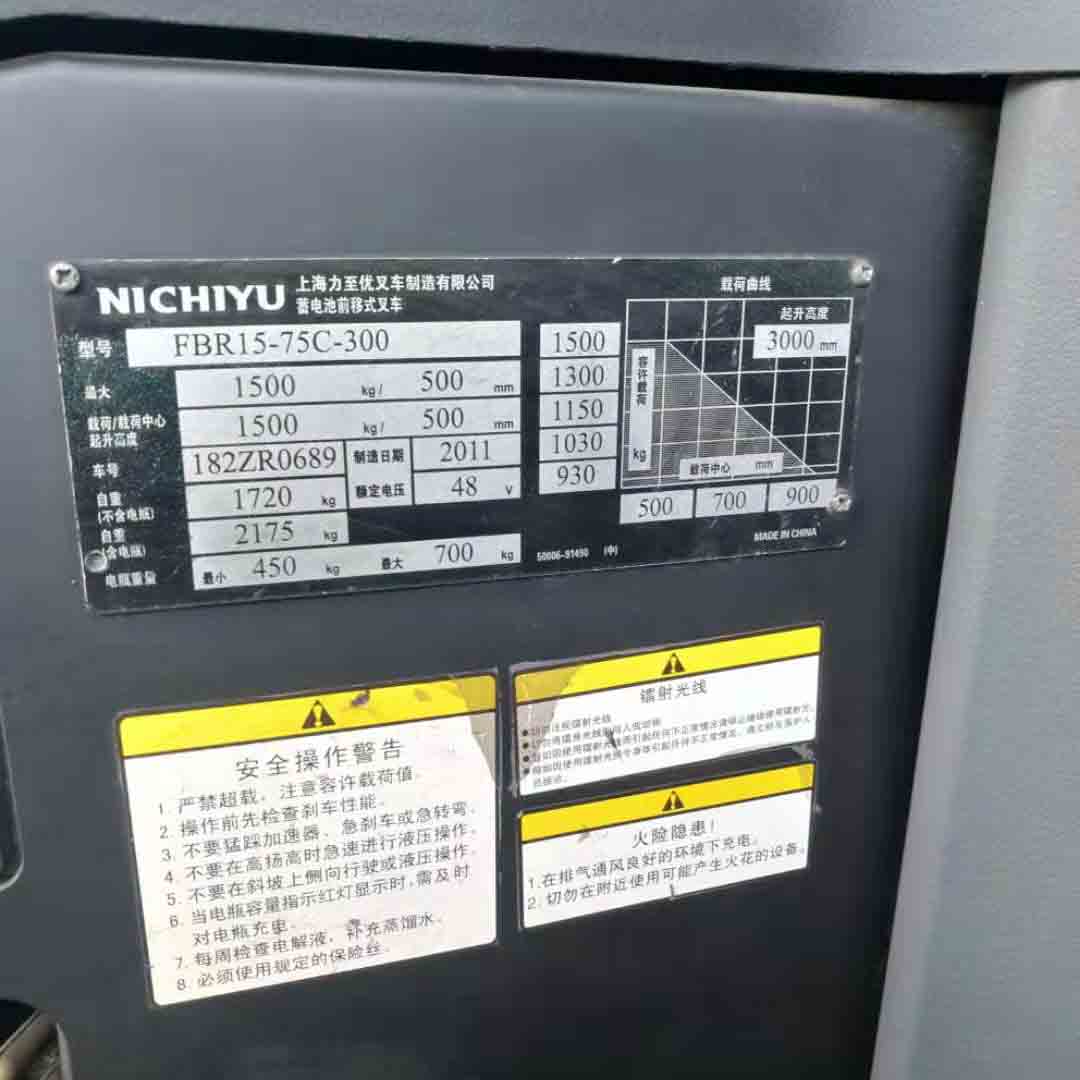 NICHIYU 上海力至优叉车制造有限公司
蓄电池前移式叉车
型号 FBR15-75C-300
最大 1500 kg/ 500 mm
载荷/载荷中心
起升高度 1500 kg/ 500 mm
车号 182ZR0689 制造日期 2011
自重
(不含电瓶) 1720 kg 额定电压 48 V
自重
(含电瓶) 2175 kg
电瓶重量 最小 450 kg 最大 700 kg
50006-91490 (中)
载荷曲线
起升高度
3000 mm
1500
1300
1150
1030
930
容许载荷
kg
载荷中心 mm
500 700 900
MADE IN CHINA
安全操作警告
1. 严禁超载，注意容许载荷值。
2. 操作前先检查刹车性能。
3. 不要猛踩加速器、急刹车或急转弯。
4. 不要在高扬高时急速进行液压操作。
5. 不要在斜坡上侧向行驶或液压操作。
6. 当电瓶容量指示红灯显示时，需及时
对电瓶充电。
7. 每周检查电解液，补充蒸馏水。
8. 必须使用规定的保险丝。
镭射光线
火险隐患！
1. 在排气通风良好的环境下充电。
2. 切勿在附近使用可能产生火花的设备。